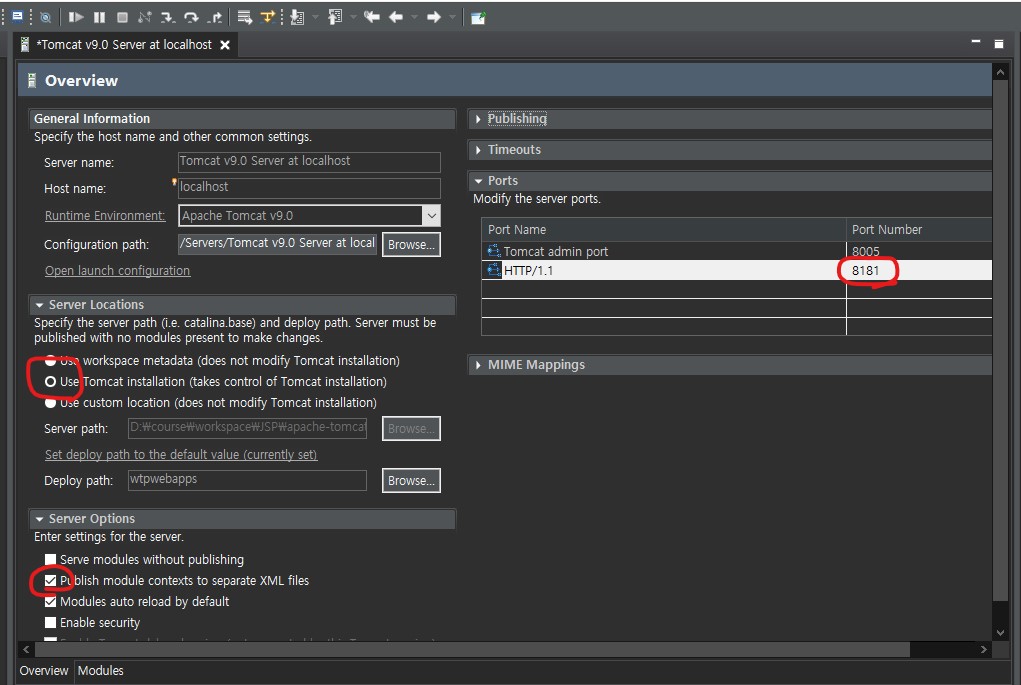 *Tomcat v9.0 Server at localhost
Overview
General Information
Specify the host name and other common settings.
Server name:
Tomcat v9.0 Server at localhost
Host name:
localhost
Runtime Environment:
Apache Tomcat v9.0
Configuration path:
/Servers/Tomcat v9.0 Server at local
Browse...
Open launch configuration
Server Locations
Specify the server path (i.e. catalina.base) and deploy path. Server must be
published with no modules present to make changes.
Use workspace metadata (does not modify Tomcat installation)
Use Tomcat installation (takes control of Tomcat installation)
Use custom location (does not modify Tomcat installation)
Server path:
D:₩course₩workspace₩JSP₩apache-tomcat
Browse...
Set deploy path to the default value (currently set)
Deploy path:
wtpwebapps
Browse...
Server Options
Enter settings for the server.
Serve modules without publishing
Publish module contexts to separate XML files
Modules auto reload by default
Enable security
Publishing
Timeouts
Ports
Modify the server ports.
Port Name
Port Number
Tomcat admin port
8005
HTTP/1.1
8181
MIME Mappings
Overview
Modules